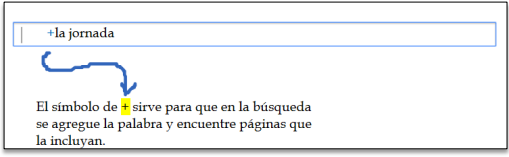 +la jornada
El símbolo de + sirve para que en la búsqueda
se agregue la palabra y encuentre páginas que
la incluyan.